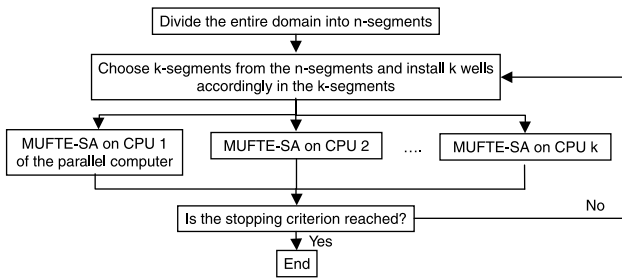 Divide the entire domain into n-segments
Choose k-segments from the n-segments and install k wells
accordingly in the k-segments
MUFTE-SA on CPU 1
of the parallel computer
MUFTE-SA on CPU 2
....
MUFTE-SA on CPU k
Is the stopping criterion reached?
No
Yes
End